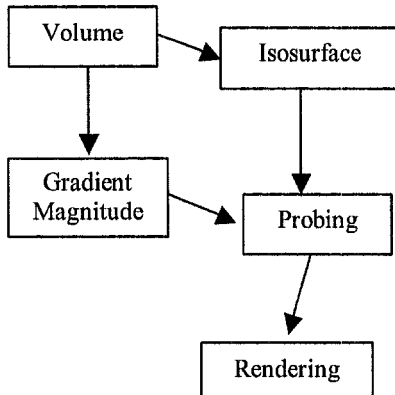 Volume
Isosurface
Gradient
Magnitude
Probing
Rendering